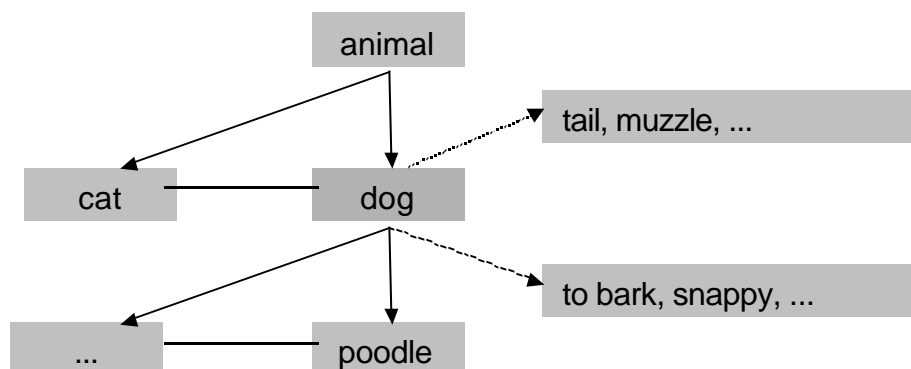 animal
tail, muzzle, ...
cat
dog
to bark, snappy, ...
...
poodle